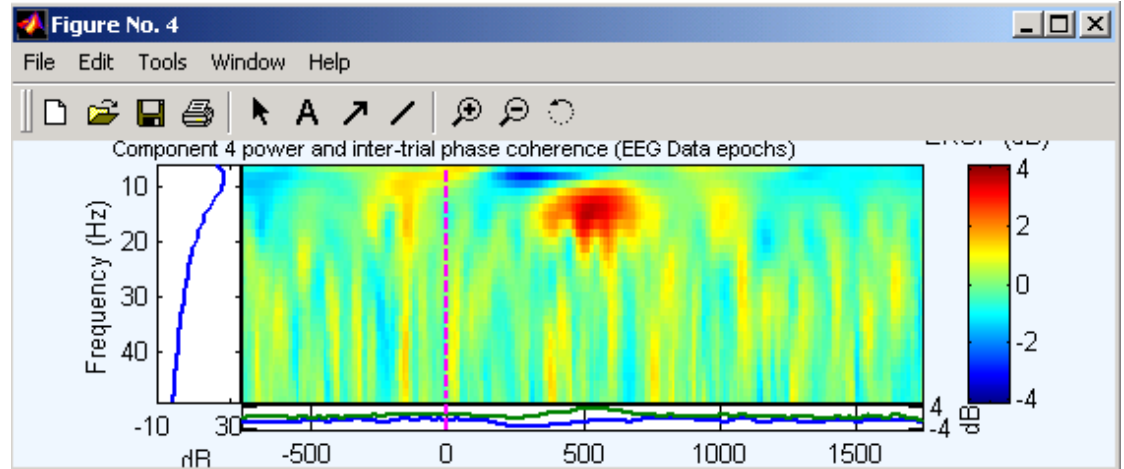 Figure No. 4
File Edit Tools Window Help
A
Component 4 power and inter-trial phase coherence (EEG Data epochs)
Frequency (Hz)
10
20
30
40
-10 30
dB
-500 0 500 1000 1500
4
-4
dB
4
2
0
-2
-4